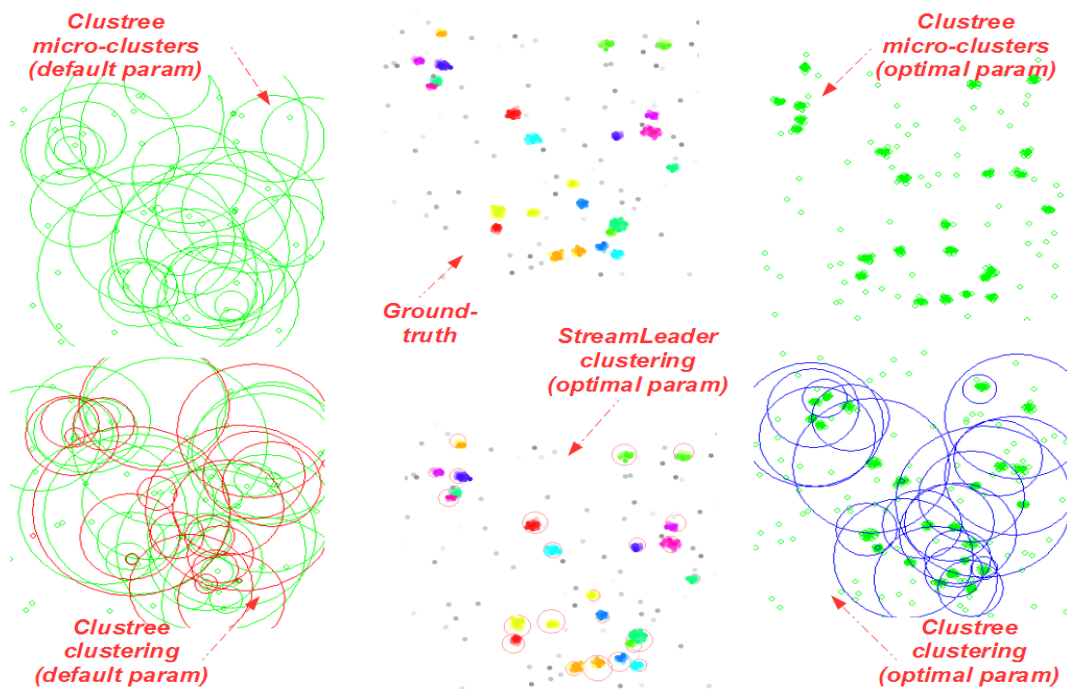 Clustree
micro-clusters
(default param)
Clustree
micro-clusters
(optimal param)
Ground-
truth
StreamLeader
clustering
(optimal param)
Clustree
clustering
(default param)
Clustree
clustering
(optimal param)